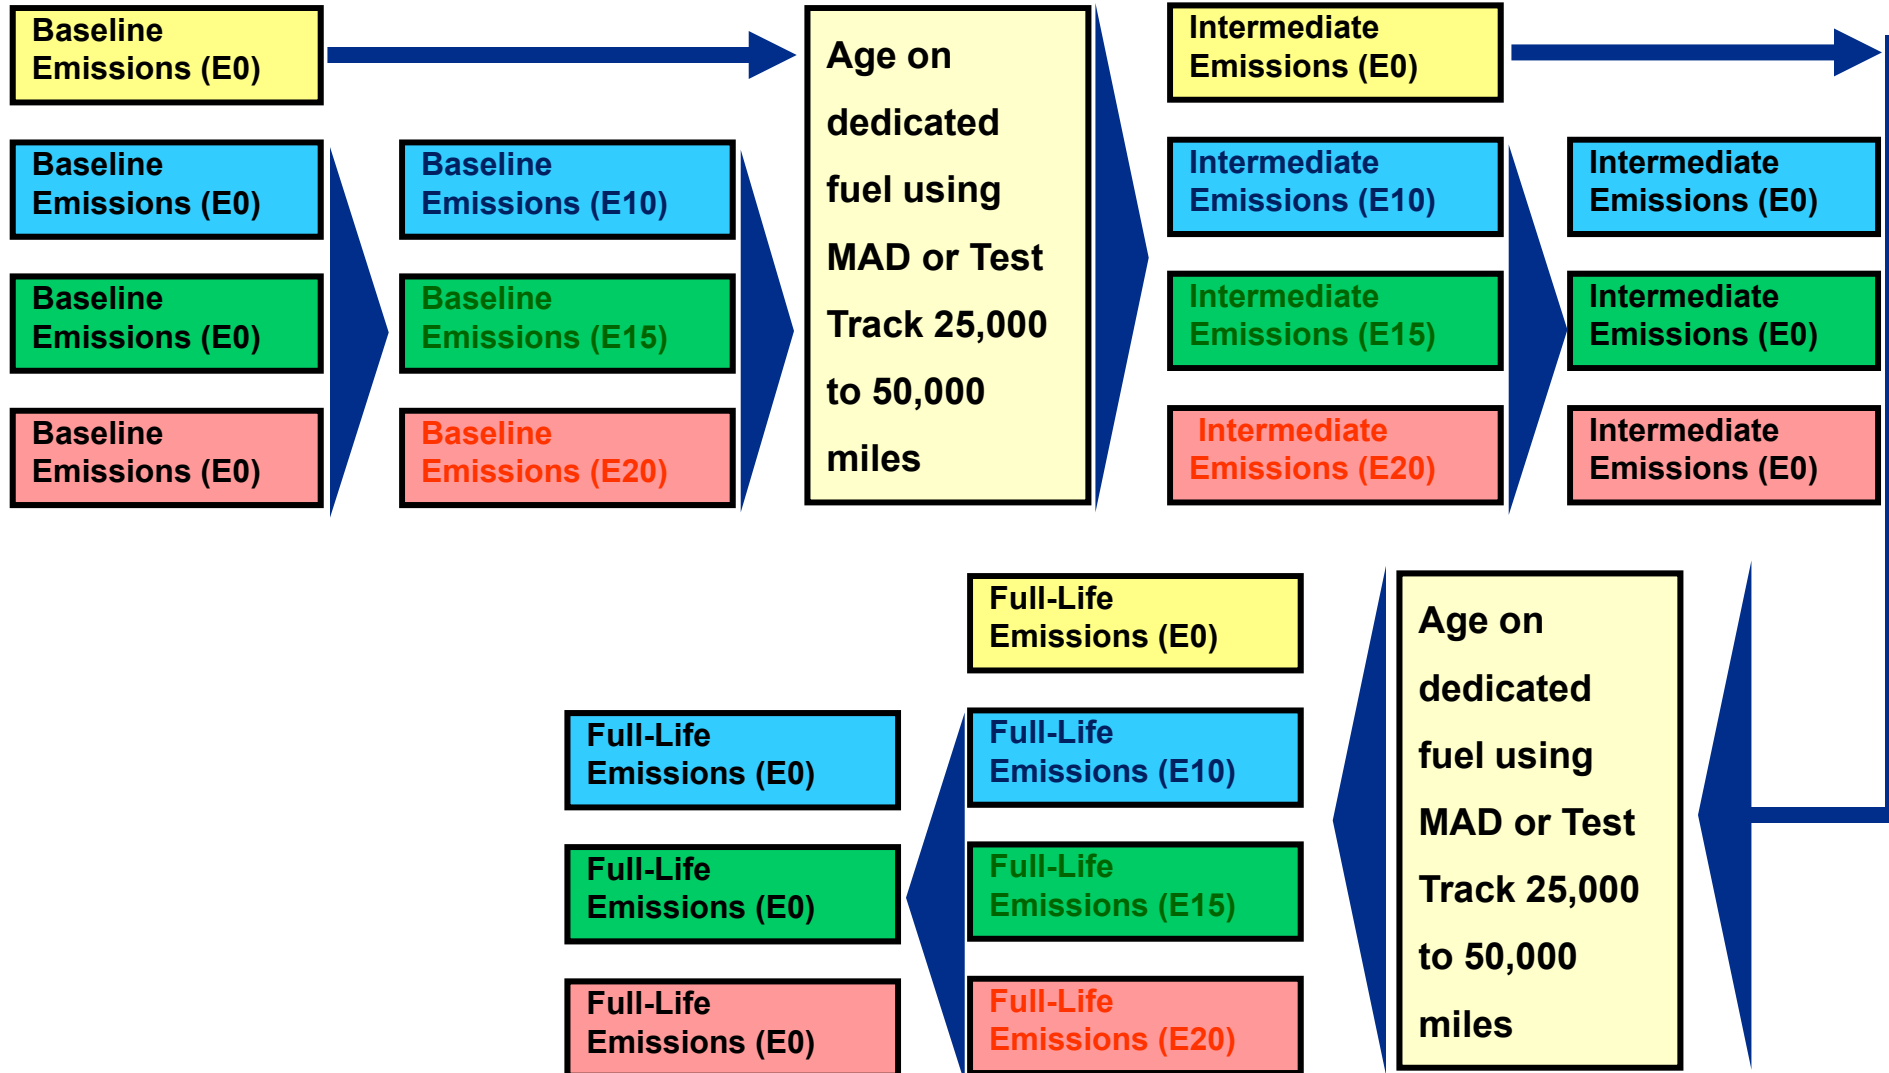 Baseline
Emissions (E0)
Baseline
Emissions (E0)
Baseline
Emissions (E0)
Baseline
Emissions (E0)
Baseline
Emissions (E10)
Baseline
Emissions (E15)
Baseline
Emissions (E20)
Age on
dedicated
fuel using
MAD or Test
Track 25,000
to 50,000
miles
Intermediate
Emissions (E0)
Intermediate
Emissions (E10)
Intermediate
Emissions (E15)
Intermediate
Emissions (E20)
Intermediate
Emissions (E0)
Intermediate
Emissions (E0)
Intermediate
Emissions (E0)
Age on
dedicated
fuel using
MAD or Test
Track 25,000
to 50,000
miles
Full-Life
Emissions (E0)
Full-Life
Emissions (E10)
Full-Life
Emissions (E15)
Full-Life
Emissions (E20)
Full-Life
Emissions (E0)
Full-Life
Emissions (E0)
Full-Life
Emissions (E0)